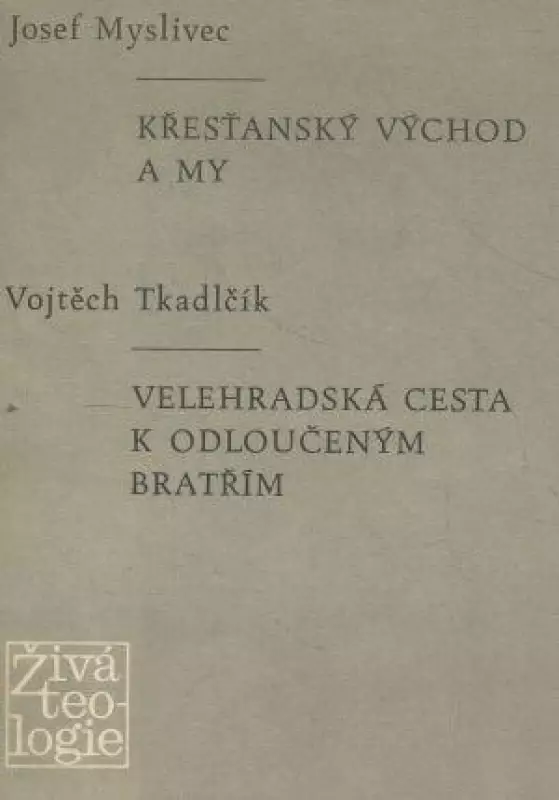 Josef Myslivec
KŘESŤANSKÝ VÝCHOD
A MY
Vojtěch Tkadlčík
VELEHRADSKÁ CESTA
K ODLOUČENÝM
BRATŘÍM
Živá
teo-
logie